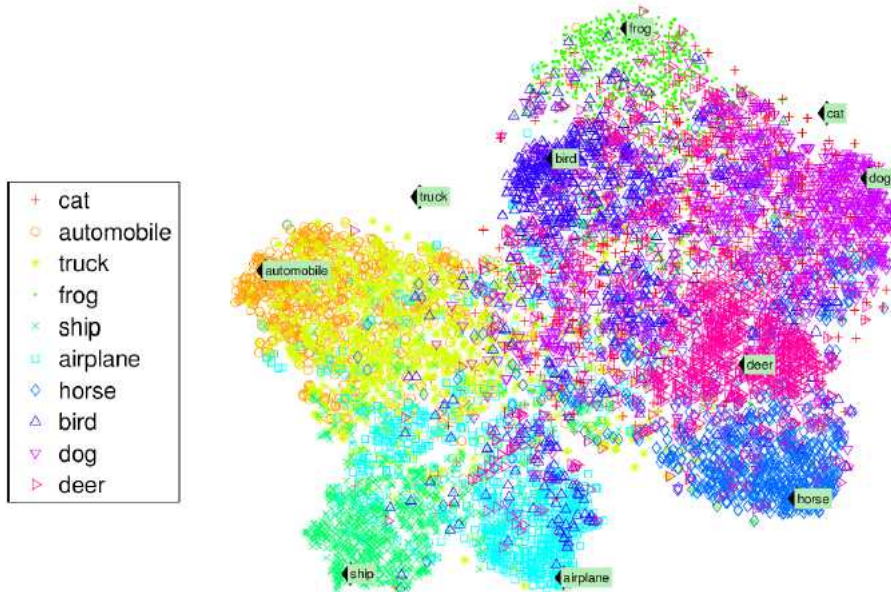 frog
cat
bird
dog
truck
cat
automobile
truck
frog
ship
airplane
horse
bird
dog
deer
automobile
deer
horse
ship
airplane